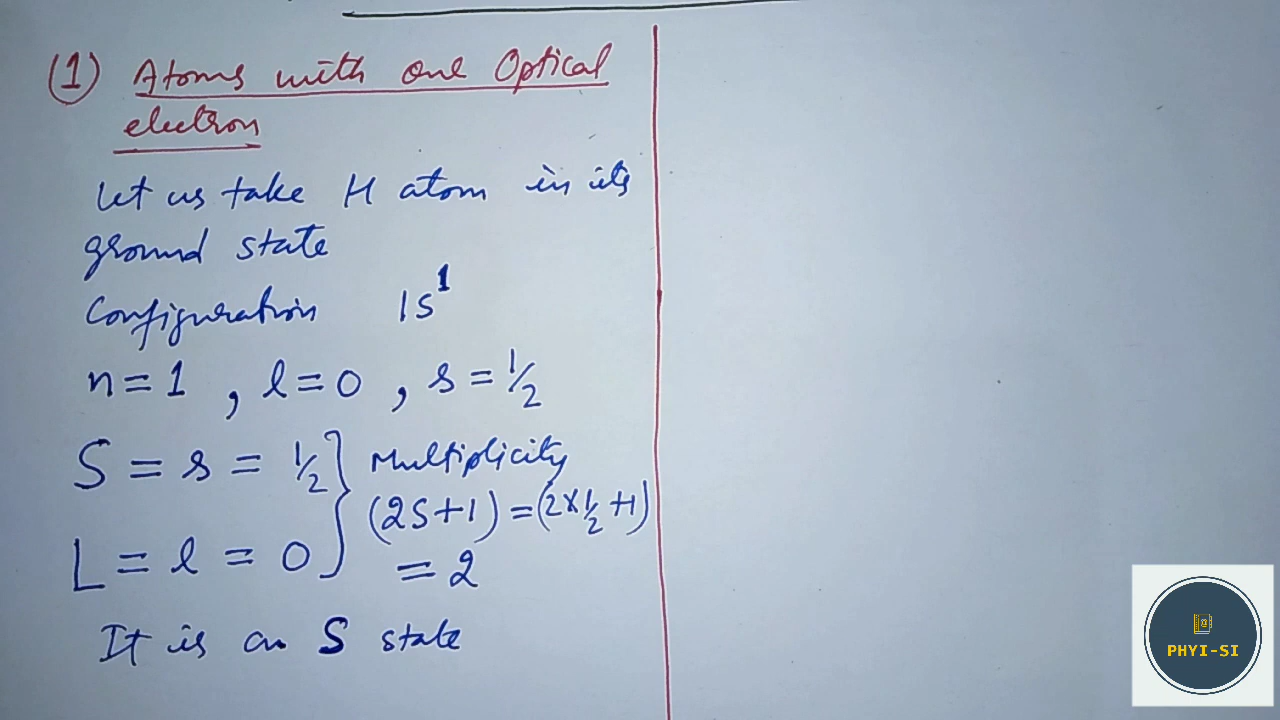 (1) Atoms with one Optical
electron
Let us take H atom in its
ground state
Configuration 1S¹
n = 1 , l = 0 , s = 1/2
S = s = 1/2 } Multiplicity
(2S+1) = (2×1/2+1)
L = l = 0 = 2
It is an S state
PHYI-SI